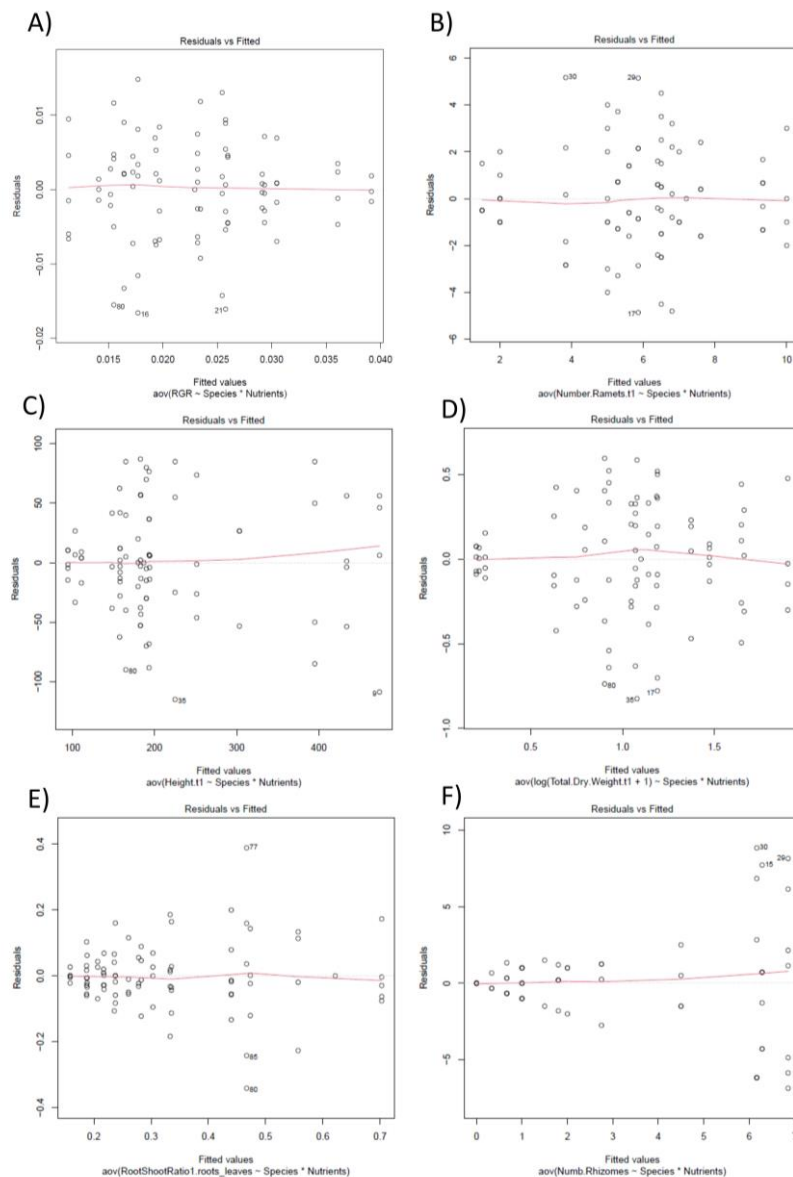 A)
Residuals vs Fitted
Residuals
0.01
0.00
−0.01
−0.02
60
16
21
0.015 0.020 0.025 0.030 0.035 0.040
Fitted values
aov(RGR ~ Species * Nutrients)
B)
Residuals vs Fitted
Residuals
6
4
2
0
−2
−4
−6
30
29
17
2 4 6 8 10
Fitted values
aov(Number.Ramets.t1 ~ Species * Nutrients)
C)
Residuals vs Fitted
Residuals
100
50
0
−50
−100
60
35
9
100 200 300 400
Fitted values
aov(Height.t1 ~ Species * Nutrients)
D)
Residuals vs Fitted
Residuals
0.5
0.0
−0.5
−1.0
60
17
0.5 1.0 1.5
Fitted values
aov(log(Total.Dry.Weight.t1 + 1) ~ Species * Nutrients)
E)
Residuals vs Fitted
Residuals
0.4
0.2
0.0
−0.2
−0.4
77
60
0.2 0.3 0.4 0.5 0.6 0.7
Fitted values
aov(RootShootRatio1.roots_leaves ~ Species * Nutrients)
F)
Residuals vs Fitted
Residuals
10
5
0
−5
30
15
29
0 1 2 3 4 5 6 7
Fitted values
aov(Numb.Rhizomes ~ Species * Nutrients)